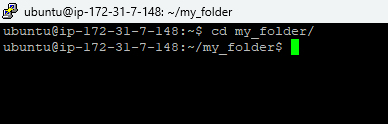 ubuntu@ip-172-31-7-148: ~/my_folder
ubuntu@ip-172-31-7-148:~$ cd my_folder/
ubuntu@ip-172-31-7-148:~/my_folder$